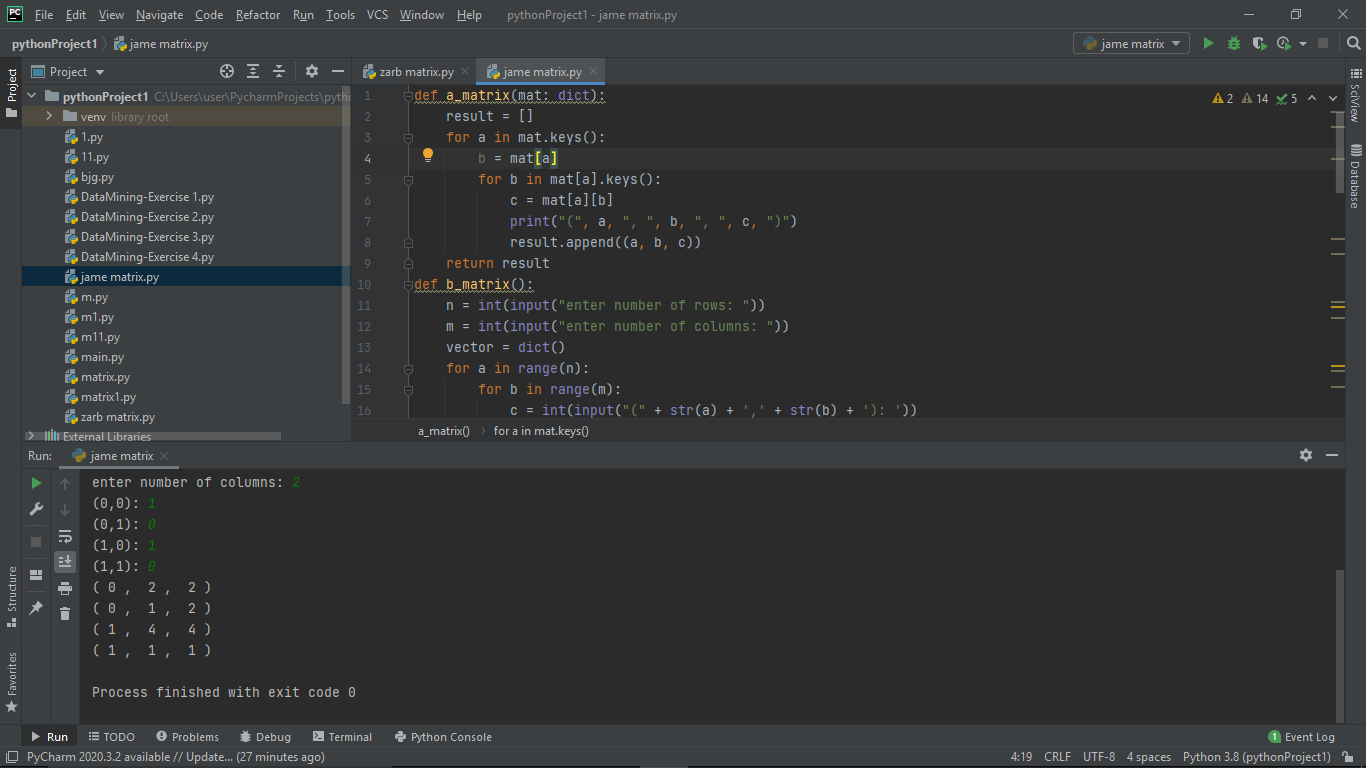 File Edit View Navigate Code Refactor Run Tools VCS Window Help pythonProject1 - jame matrix.py
pythonProject1 jame matrix.py jame matrix
Project
zarb matrix.py jame matrix.py
pythonProject1 C:\Users\user\PycharmProjects\pytho
venv library root
1.py
11.py
bjg.py
DataMining-Exercise 1.py
DataMining-Exercise 2.py
DataMining-Exercise 3.py
DataMining-Exercise 4.py
jame matrix.py
m.py
m1.py
m11.py
main.py
matrix.py
matrix1.py
zarb matrix.py
External Libraries
1 def a_matrix(mat: dict):
2 result = []
3 for a in mat.keys():
4 b = mat[a]
5 for b in mat[a].keys():
6 c = mat[a][b]
7 print("(", a, ", ", b, ", ", c, ")")
8 result.append((a, b, c))
9 return result
10 def b_matrix():
11 n = int(input("enter number of rows: "))
12 m = int(input("enter number of columns: "))
13 vector = dict()
14 for a in range(n):
15 for b in range(m):
16 c = int(input("(" + str(a) + ',' + str(b) + '): '))
2 14 5
a_matrix() for a in mat.keys()
Project
Structure
Favorites
SciView
Database
Run: jame matrix
enter number of columns: 2
(0,0): 1
(0,1): 0
(1,0): 1
(1,1): 0
( 0 ,  2 ,  2 )
( 0 ,  1 ,  2 )
( 1 ,  4 ,  4 )
( 1 ,  1 ,  1 )
Process finished with exit code 0
Run TODO Problems Debug Terminal Python Console 1 Event Log
PyCharm 2020.3.2 available // Update... (27 minutes ago) 4:19 CRLF UTF-8 4 spaces Python 3.8 (pythonProject1)